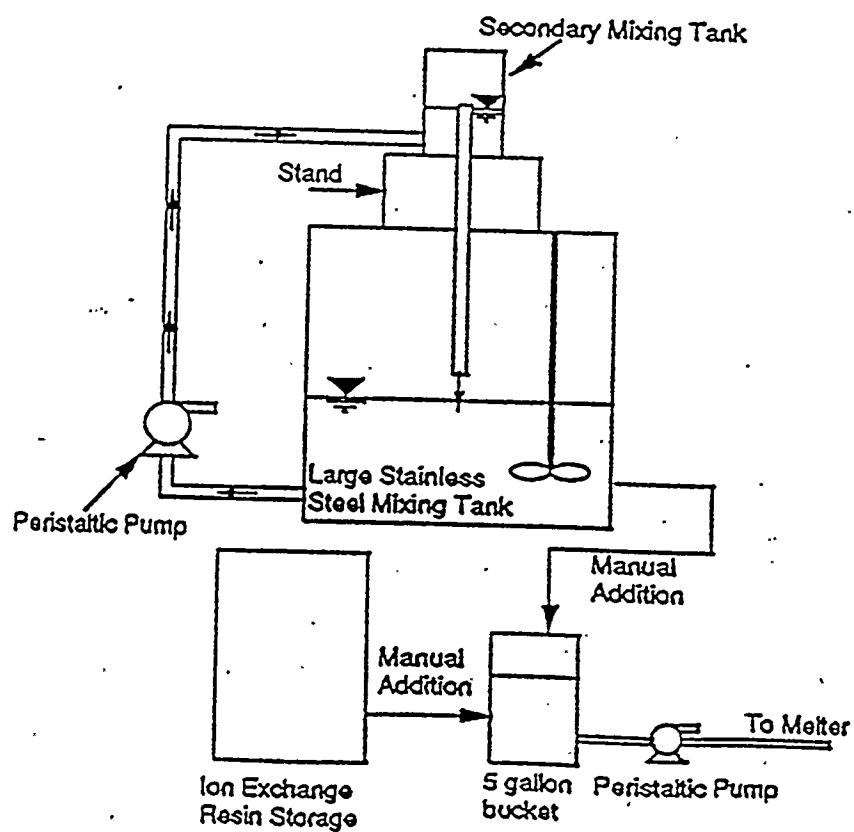 Secondary Mixing Tank
Stand
Large Stainless
Steel Mixing Tank
Peristaltic Pump
Manual
Addition
Manual
Addition
To Melter
Ion Exchange
Resin Storage
5 gallon
bucket
Peristaltic Pump